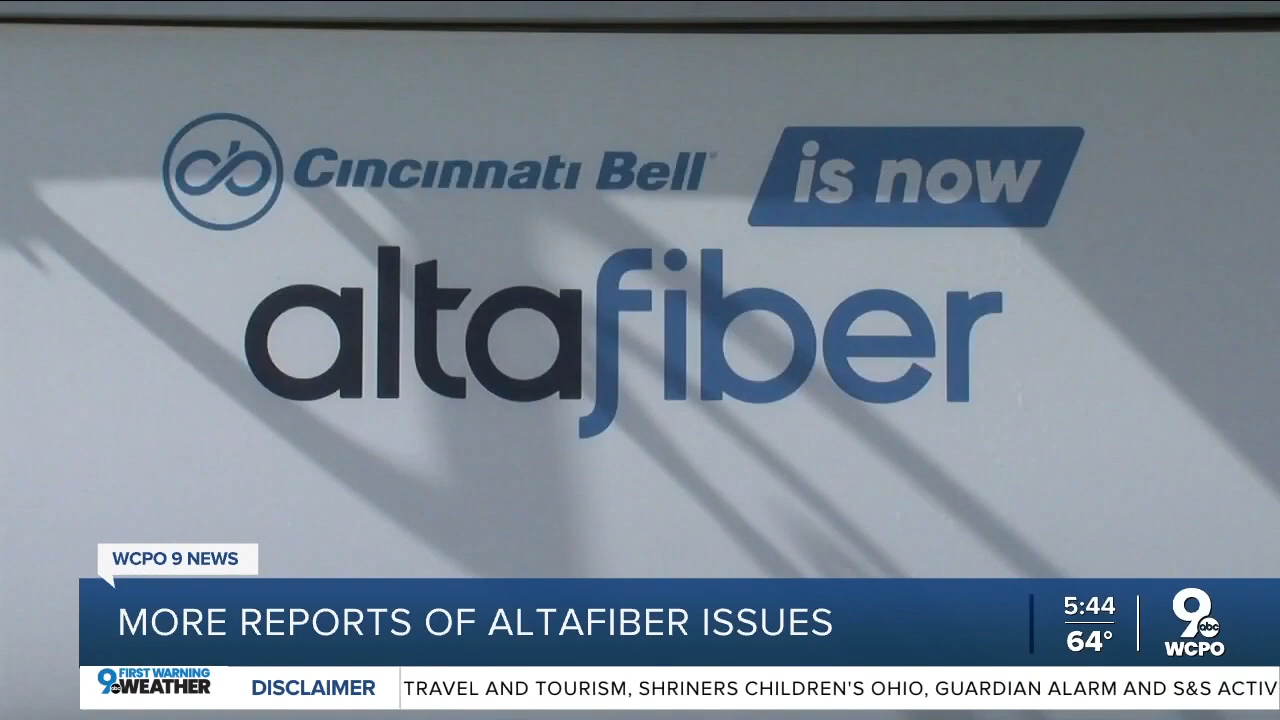 cb Cincinnati Bell is now
altafiber
WCPO 9 NEWS
MORE REPORTS OF ALTAFIBER ISSUES
5:44
64°
9 abc
WCPO
9 abc FIRST WARNING
WEATHER
DISCLAIMER
TRAVEL AND TOURISM, SHRINERS CHILDREN'S OHIO, GUARDIAN ALARM AND S&S ACTIV